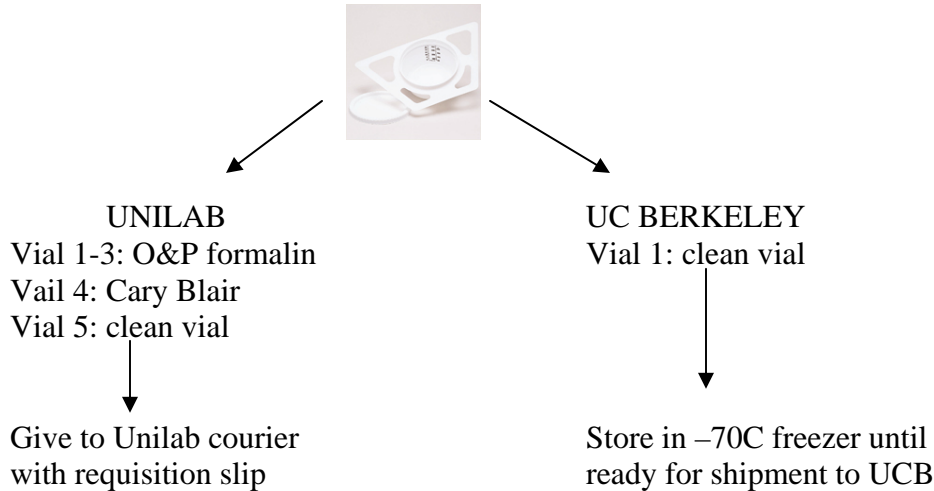 UNILAB
Vial 1-3: O&P formalin
Vail 4: Cary Blair
Vial 5: clean vial
Give to Unilab courier
with requisition slip
UC BERKELEY
Vial 1: clean vial
Store in –70C freezer until
ready for shipment to UCB